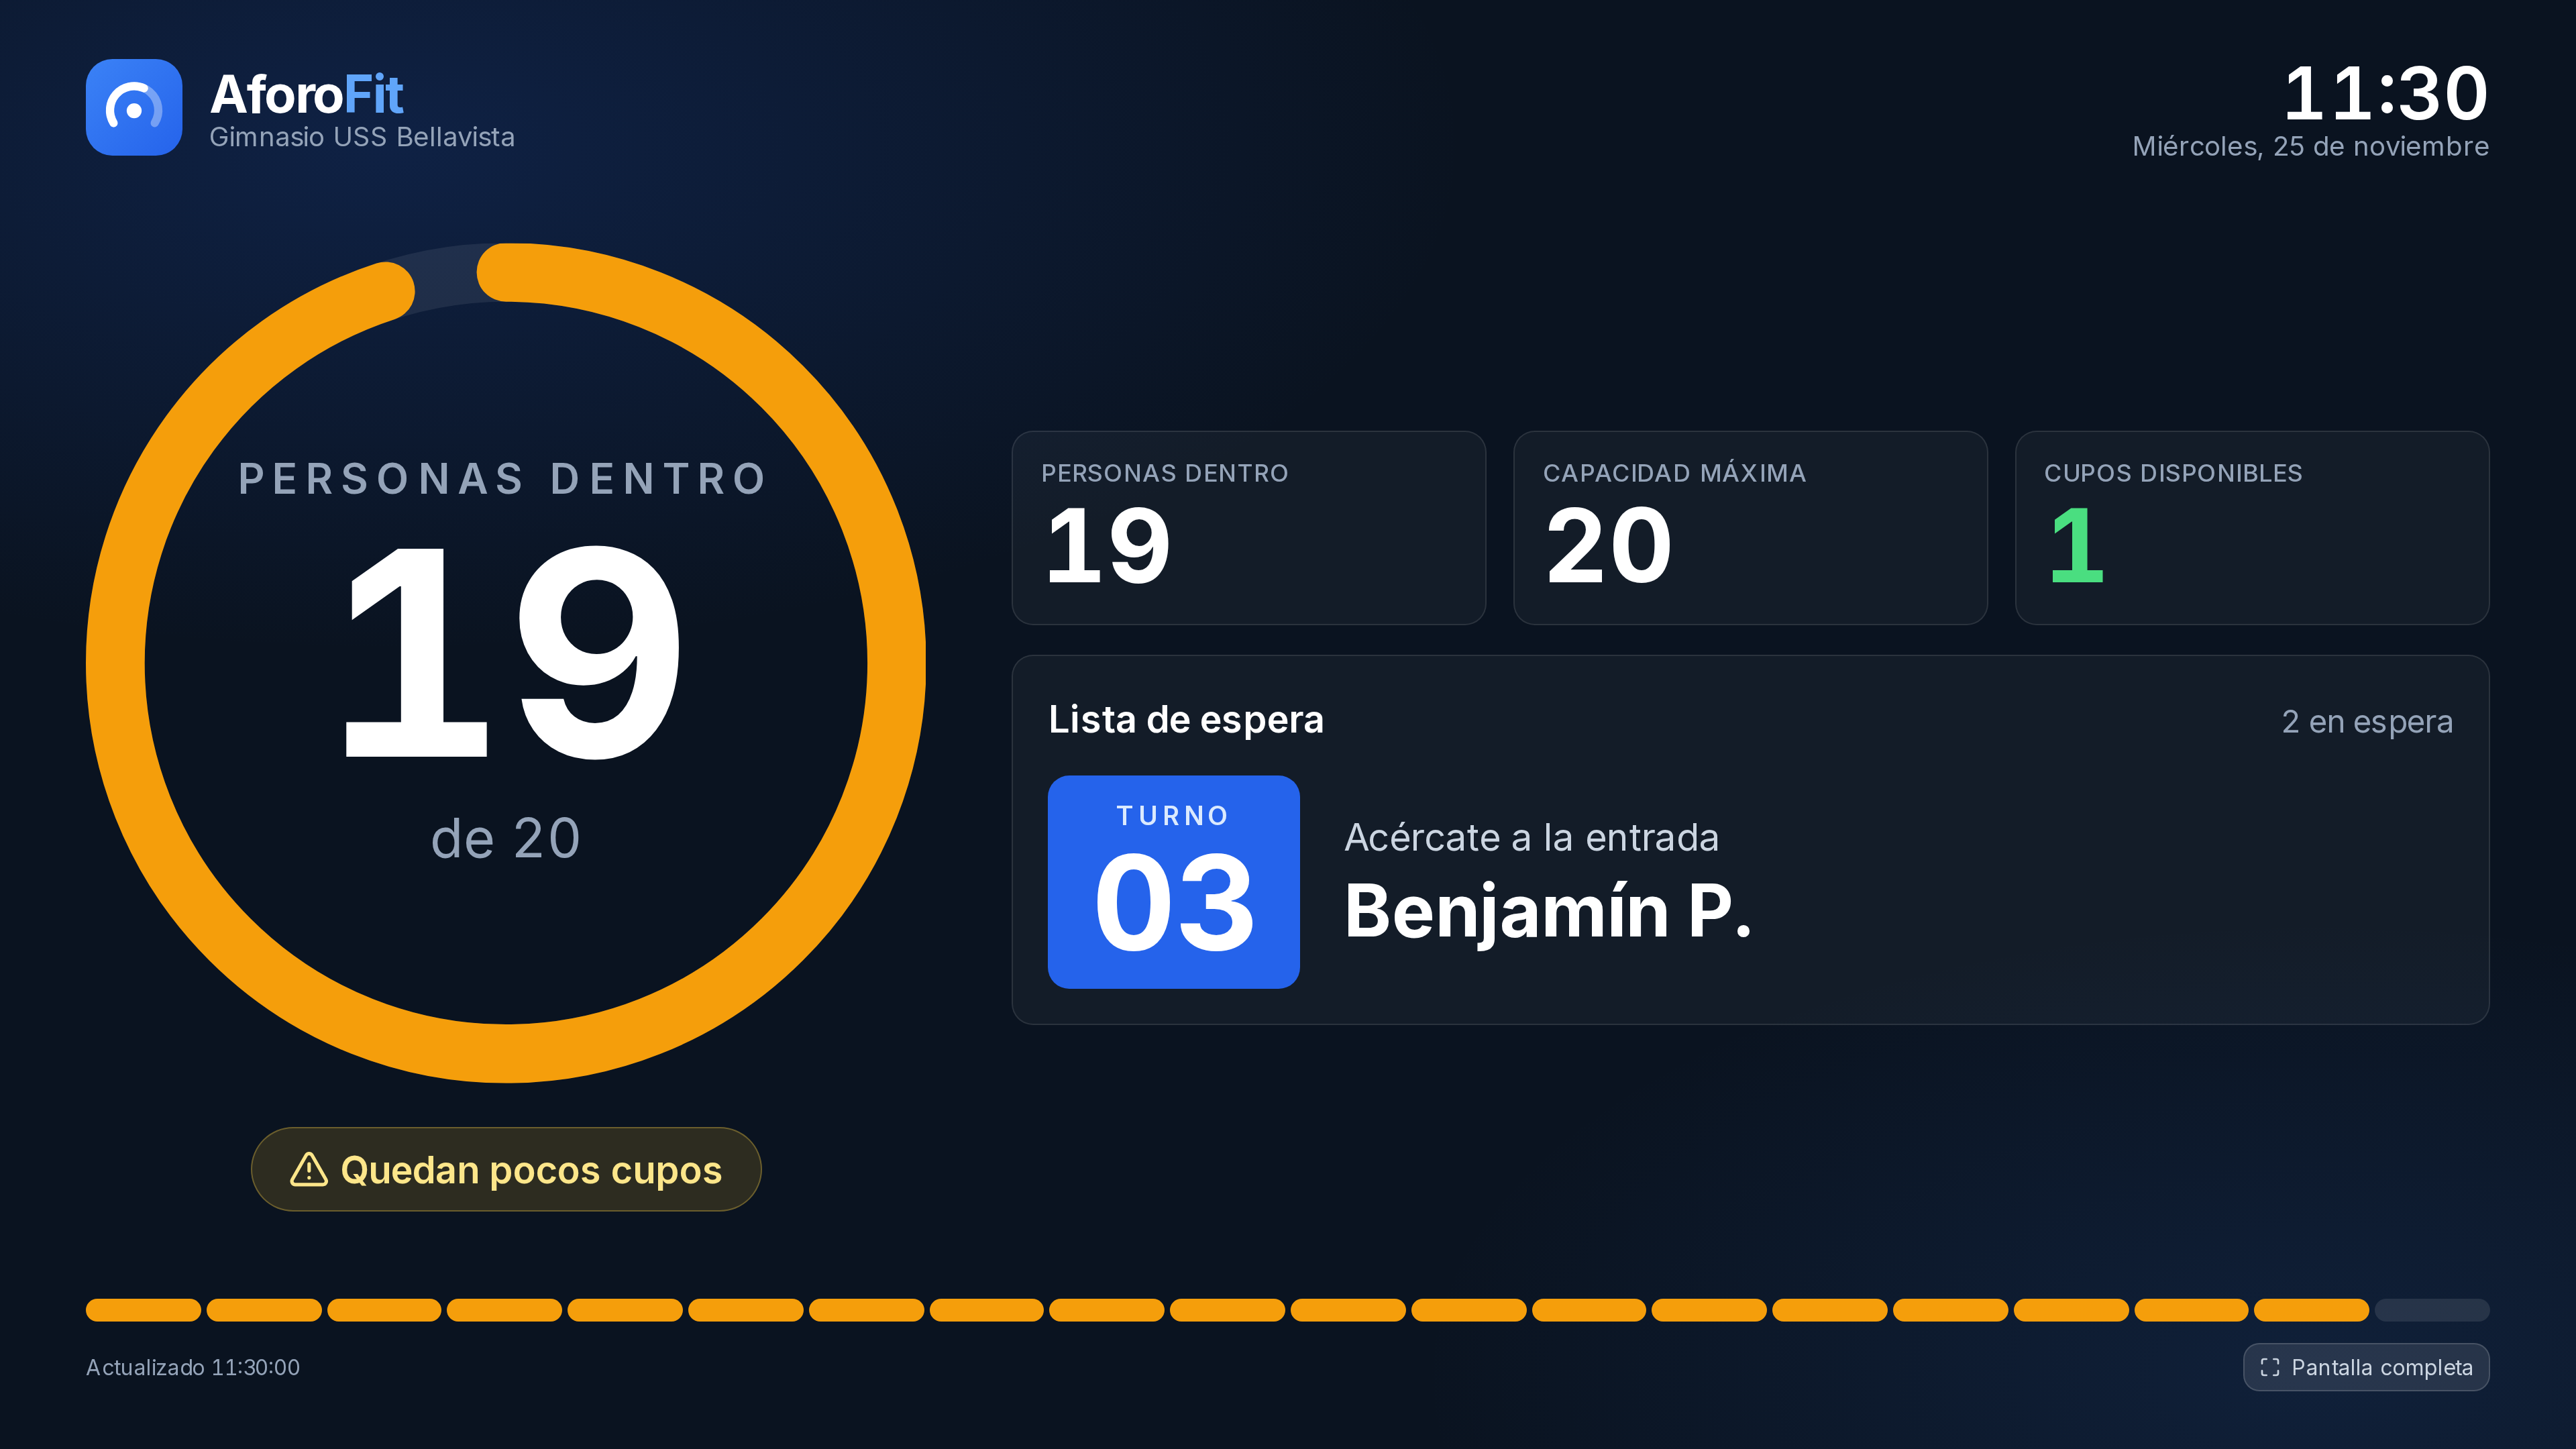 AforoFit
Gimnasio USS Bellavista
11:30
Miércoles, 25 de noviembre
PERSONAS DENTRO
19
de 20
Quedan pocos cupos
PERSONAS DENTRO
19
CAPACIDAD MÁXIMA
20
CUPOS DISPONIBLES
1
Lista de espera
2 en espera
TURNO
03
Acércate a la entrada
Benjamín P.
Actualizado 11:30:00
Pantalla completa